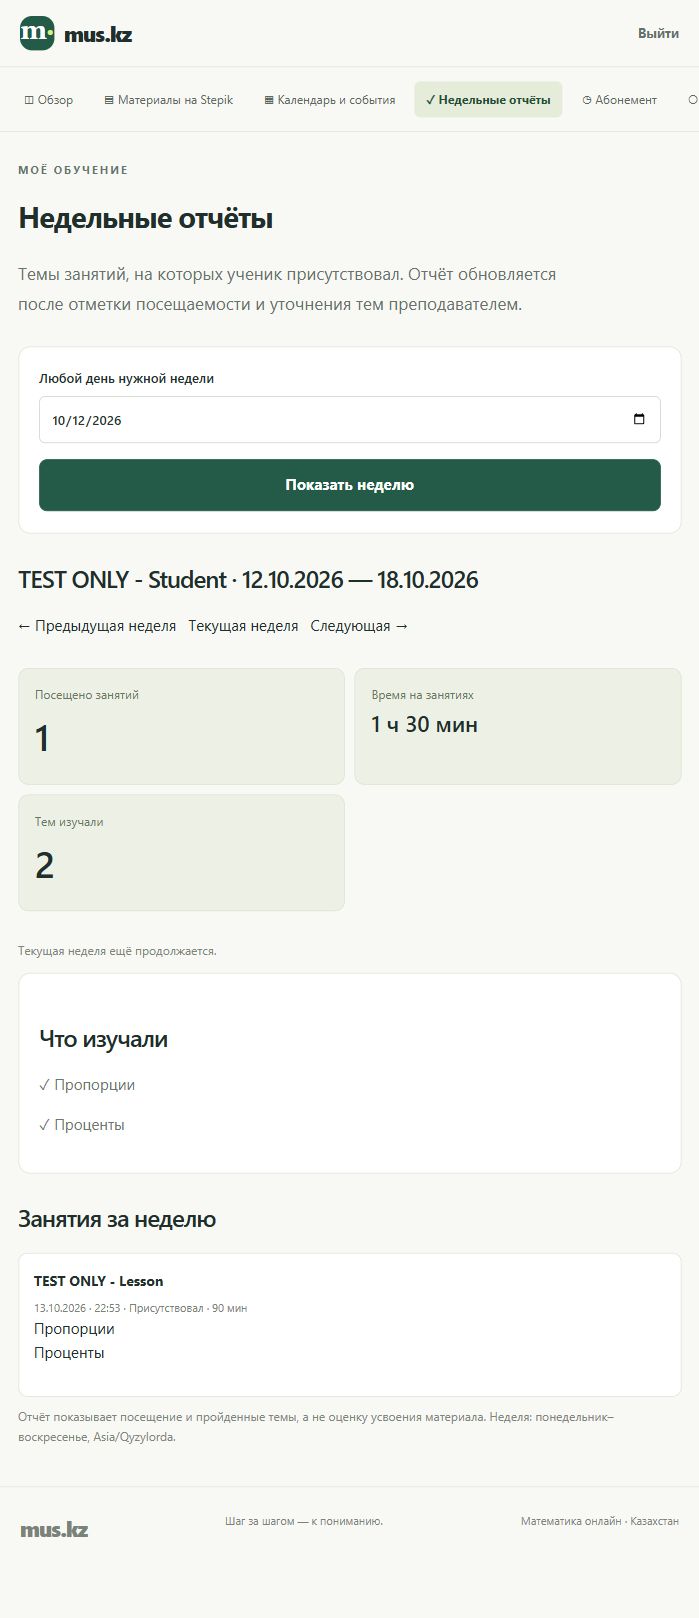 m. mus.kz
Выйти
Обзор
Материалы на Stepik
Календарь и события
✓ Недельные отчёты
Абонемент
МОЁ ОБУЧЕНИЕ
Недельные отчёты
Темы занятий, на которых ученик присутствовал. Отчёт обновляется
после отметки посещаемости и уточнения тем преподавателем.
Любой день нужной недели
10/12/2026
Показать неделю
TEST ONLY - Student · 12.10.2026 — 18.10.2026
← Предыдущая неделя Текущая неделя Следующая →
Посещено занятий
1
Время на занятиях
1 ч 30 мин
Тем изучали
2
Текущая неделя ещё продолжается.
Что изучали
✓ Пропорции
✓ Проценты
Занятия за неделю
TEST ONLY - Lesson
13.10.2026 · 22:53 · Присутствовал · 90 мин
Пропорции
Проценты
Отчёт показывает посещение и пройденные темы, а не оценку усвоения материала. Неделя: понедельник–
воскресенье, Asia/Qyzylorda.
mus.kz
Шаг за шагом — к пониманию.
Математика онлайн · Казахстан